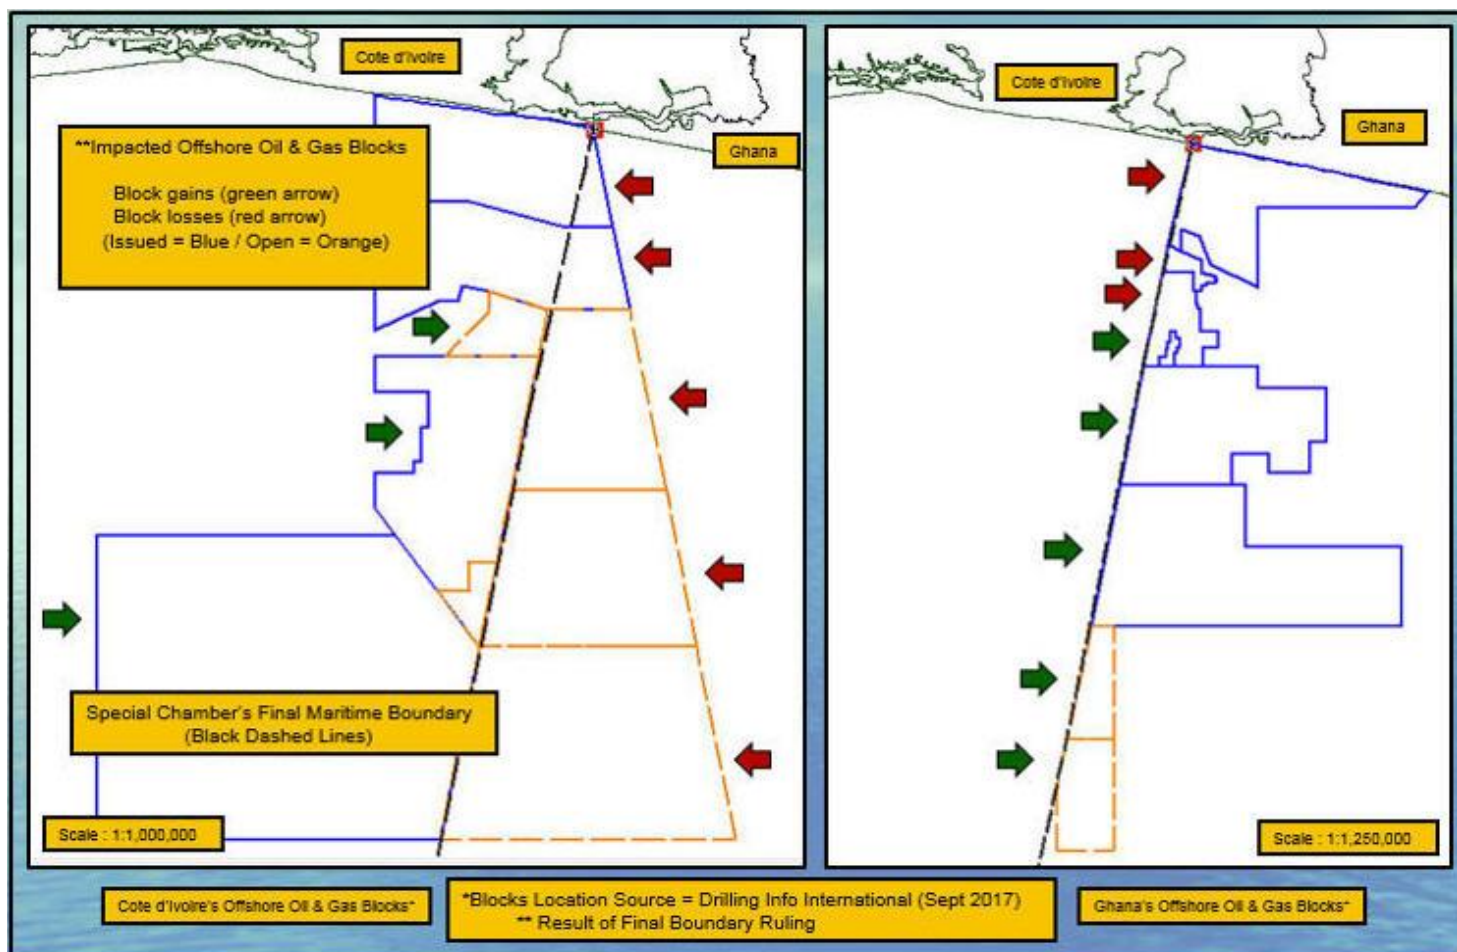 Cote d'Ivoire
Ghana
**Impacted Offshore Oil & Gas Blocks
Block gains (green arrow)
Block losses (red arrow)
(Issued = Blue / Open = Orange)
Special Chamber's Final Maritime Boundary
(Black Dashed Lines)
Scale : 1:1,000,000
Cote d'Ivoire
Ghana
Scale : 1:1,250,000
Cote d'Ivoire's Offshore Oil & Gas Blocks*
*Blocks Location Source = Drilling Info International (Sept 2017)
** Result of Final Boundary Ruling
Ghana's Offshore Oil & Gas Blocks*